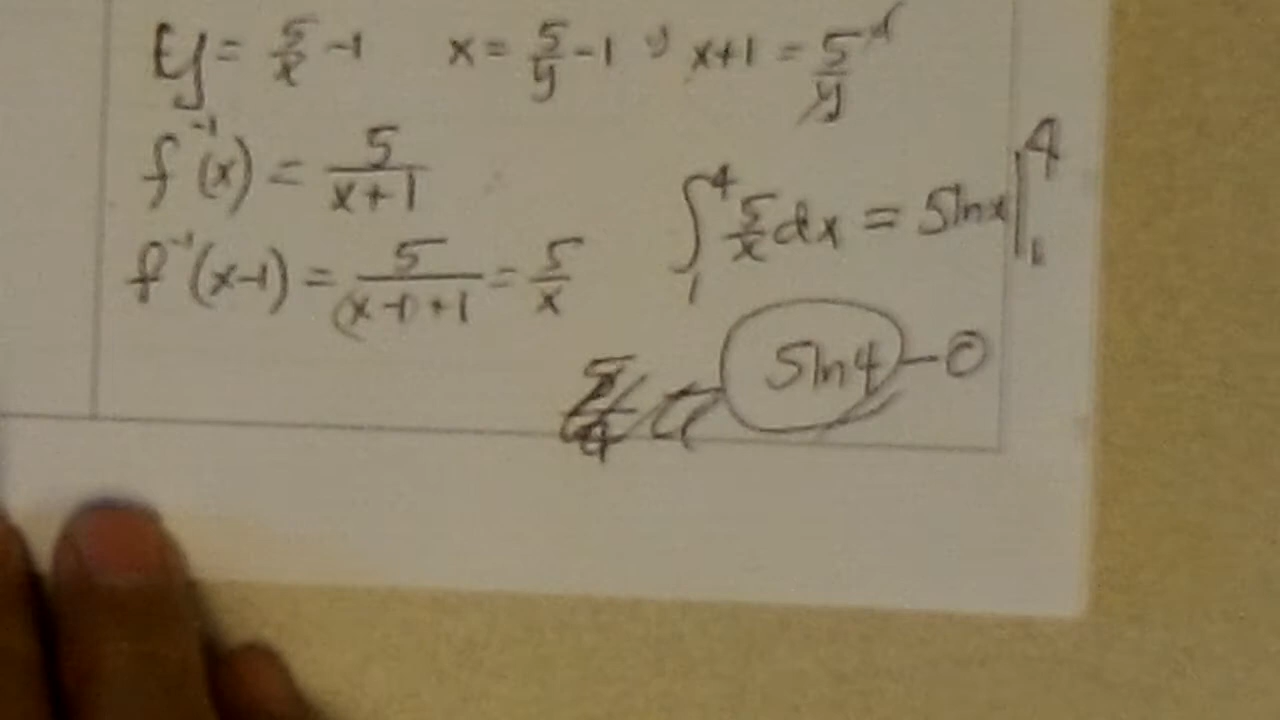 y = 5/x - 1 x = 5/y - 1 x+1 = 5/y
f⁻¹(x) = 5/(x+1)
∫₁⁴ 5/x dx = 5lnx |₁⁴
f⁻¹(x-1) = 5/((x-1)+1) = 5/x
5ln4 - 0